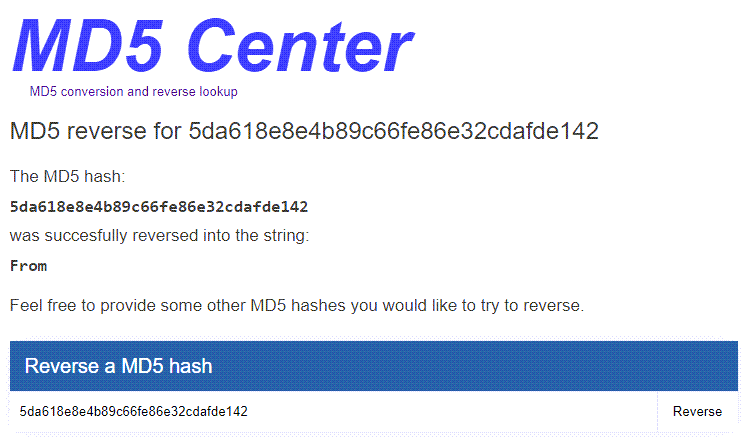 MD5 Center
MD5 conversion and reverse lookup
MD5 reverse for 5da618e8e4b89c66fe86e32cdafde142
The MD5 hash:
5da618e8e4b89c66fe86e32cdafde142
was succesfully reversed into the string:
From
Feel free to provide some other MD5 hashes you would like to try to reverse.
Reverse a MD5 hash
5da618e8e4b89c66fe86e32cdafde142 Reverse